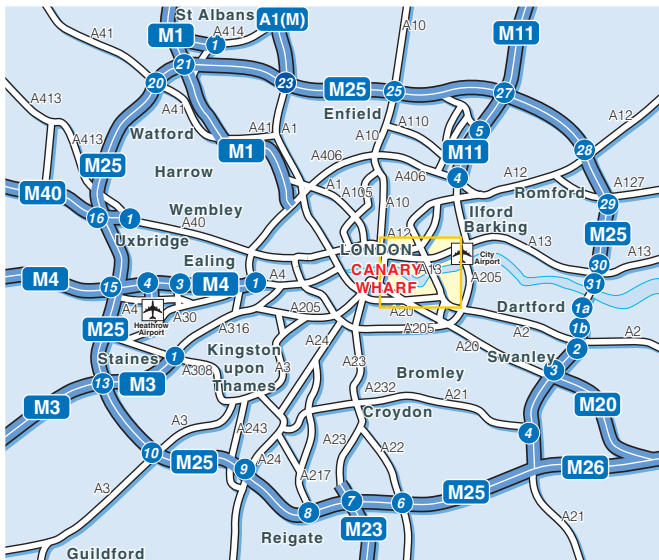 St Albans
A1(M)
A10
M11
A41
M1
1
A414
21
20
23
M25
25
27
A413
A41
Enfield
A12
Watford
A41
A1
A110
5
A413
M1
A10
M11
28
M25
A406
A406
4
A12
A127
Harrow
A1
A105
Romford
M40
A10
29
Wembley
Ilford
16
1
A40
A12
Barking
M25
Uxbridge
LONDON
A13
City
Airport
A13
Ealing
CANARY
WHARF
A13
30
M4
15
4
3
M4
1
A4
A205
31
A4
A30
Heathrow
Airport
A205
A20
Dartford
1a
M25
A316
A205
A2
1b
A2
Staines
1
Kingston
upon
Thames
A24
A23
A20
2
A308
A3
Swanley
3
13
M3
A232
Bromley
M20
M3
A21
A3
Croydon
A243
4
10
M25
A24
A23
A22
9
M26
A3
A217
M25
7
6
8
A21
Reigate
M23
Guildford